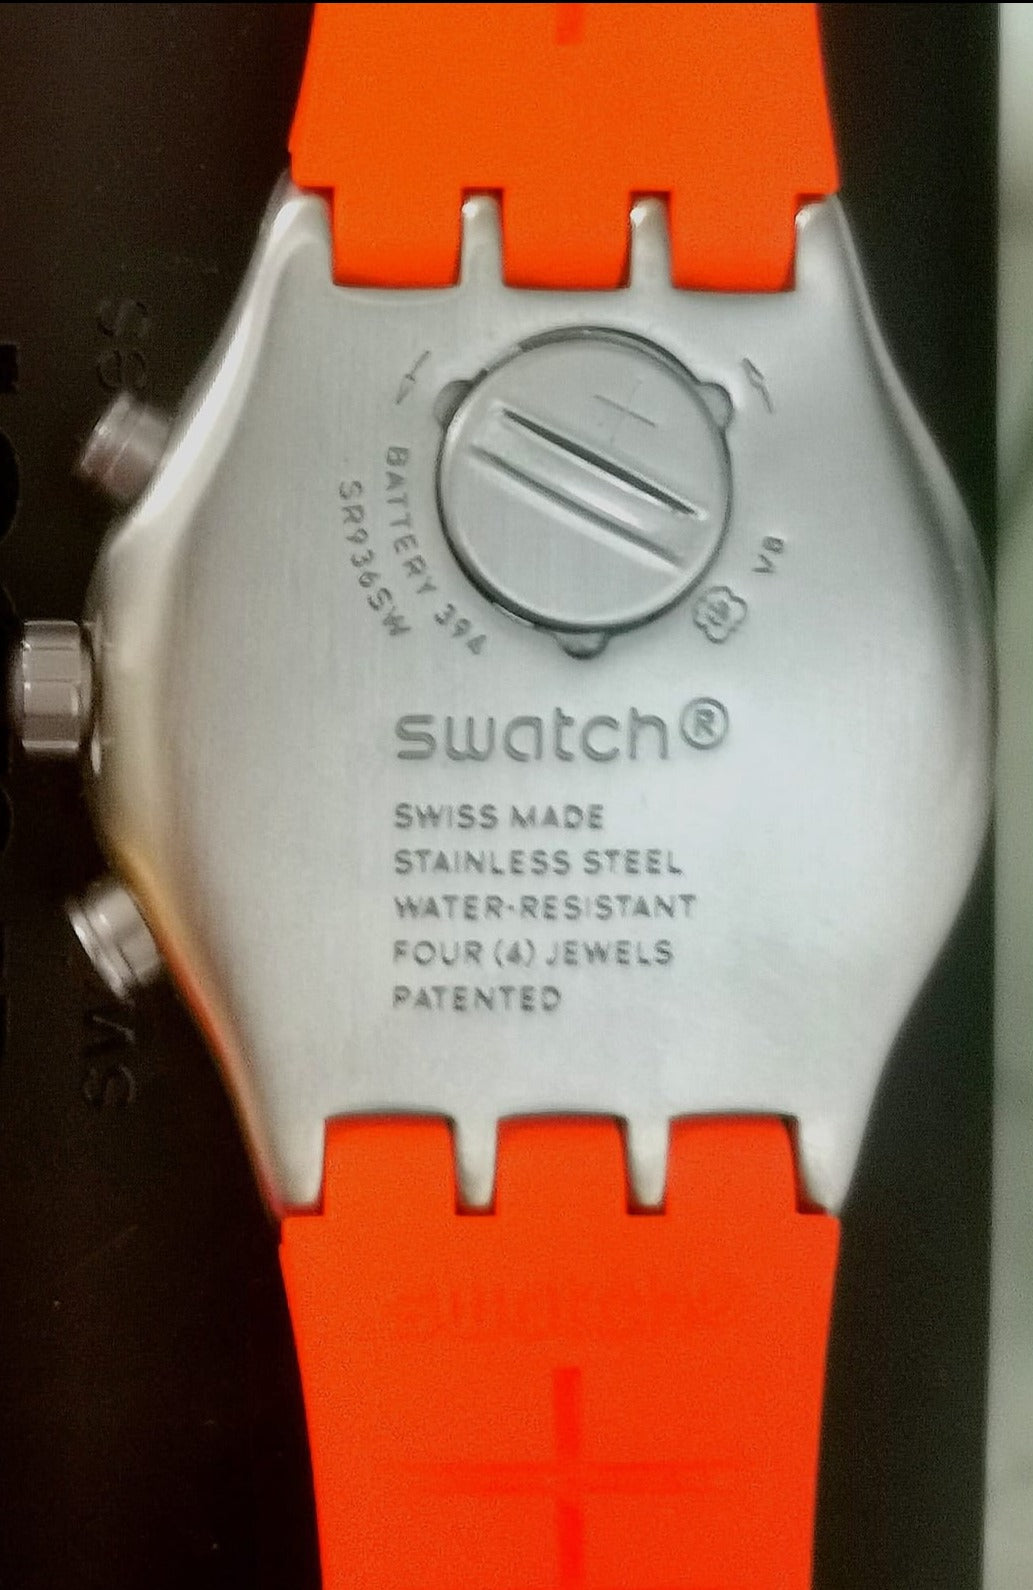 BATTERY 394
SR936SW
V8
swatch®
SWISS MADE
STAINLESS STEEL
WATER-RESISTANT
FOUR (4) JEWELS
PATENTED